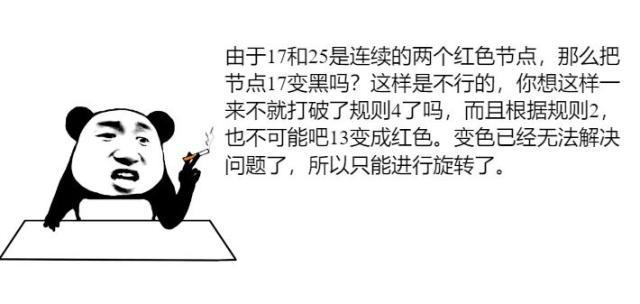 由于17和25是连续的两个红色节点，那么把
节点17变黑吗？这样是不行的，你想这样一
来不就打破了规则4了吗，而且根据规则2，
也不可能吧13变成红色。变色已经无法解决
问题了，所以只能进行旋转了。